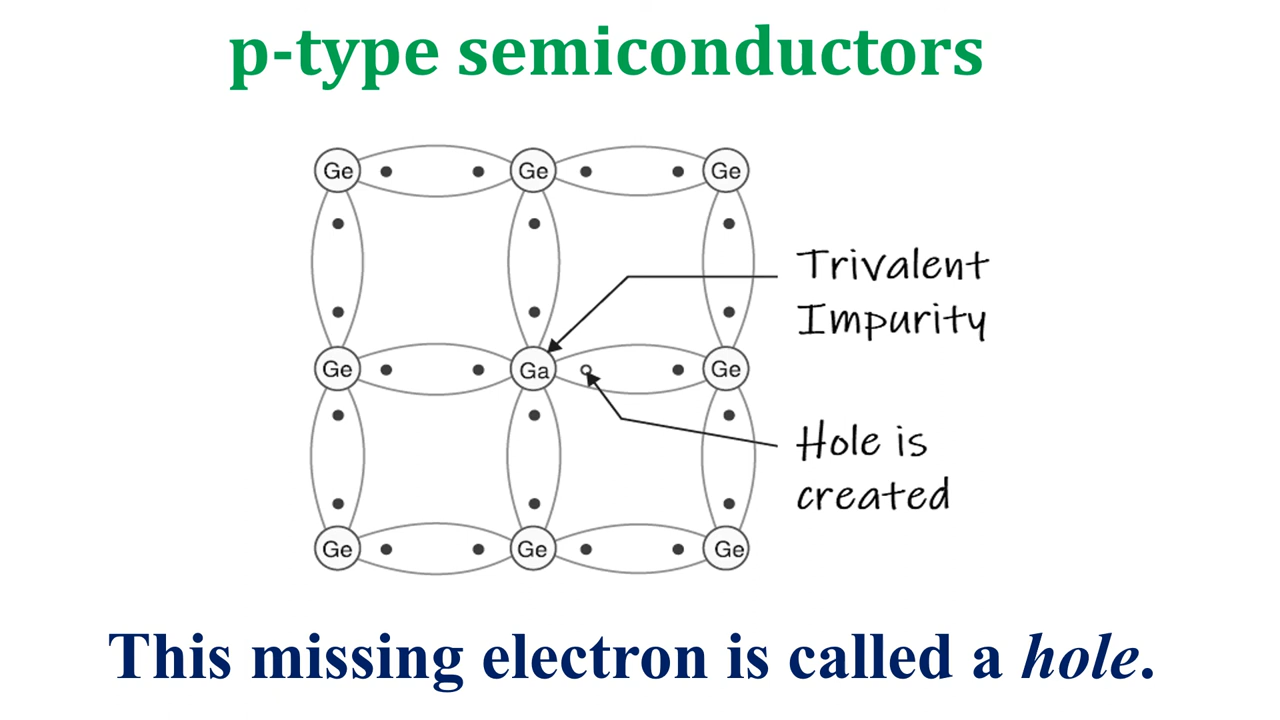 p-type semiconductors
Ge Ge Ge
Trivalent
Impurity
Ge Ga Ge
Hole is
created
Ge Ge Ge
This missing electron is called a hole.